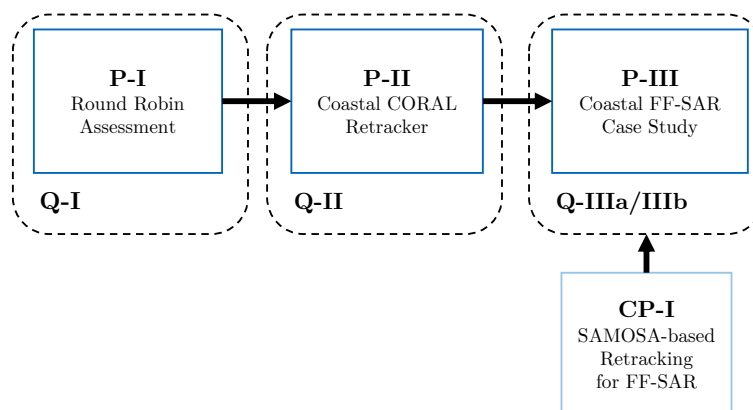 P-I
Round Robin
Assessment
Q-I
P-II
Coastal CORAL
Retracker
Q-II
P-III
Coastal FF-SAR
Case Study
Q-IIIa/IIIb
CP-I
SAMOSA-based
Retracking
for FF-SAR